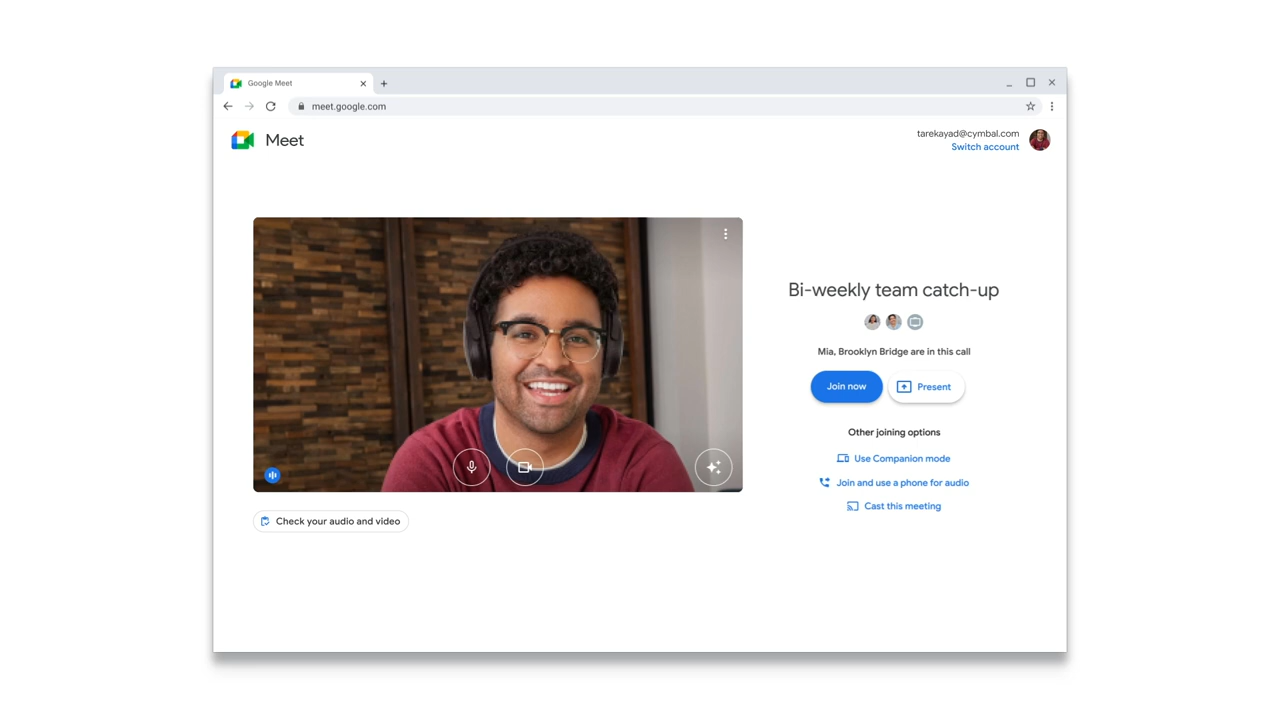 Google Meet
meet.google.com
Meet
tarekayad@cymbal.com
Switch account
Bi-weekly team catch-up
Mia, Brooklyn Bridge are in this call
Join now
Present
Other joining options
Use Companion mode
Join and use a phone for audio
Cast this meeting
Check your audio and video